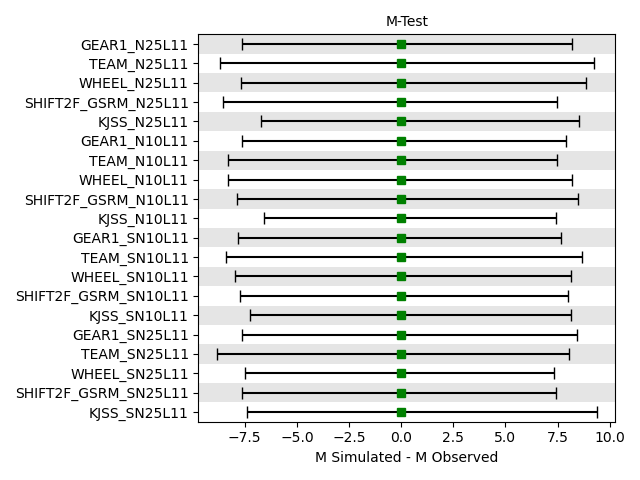 M-Test
GEAR1_N25L11
TEAM_N25L11
WHEEL_N25L11
SHIFT2F_GSRM_N25L11
KJSS_N25L11
GEAR1_N10L11
TEAM_N10L11
WHEEL_N10L11
SHIFT2F_GSRM_N10L11
KJSS_N10L11
GEAR1_SN10L11
TEAM_SN10L11
WHEEL_SN10L11
SHIFT2F_GSRM_SN10L11
KJSS_SN10L11
GEAR1_SN25L11
TEAM_SN25L11
WHEEL_SN25L11
SHIFT2F_GSRM_SN25L11
KJSS_SN25L11
−7.5 −5.0 −2.5 0.0 2.5 5.0 7.5 10.0
M Simulated - M Observed